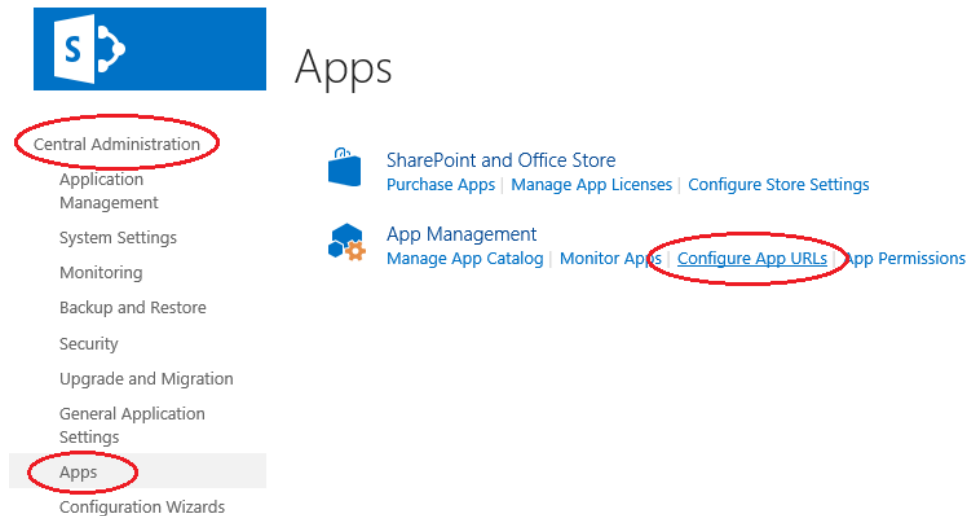 S
Apps
Central Administration
Application
Management
System Settings
Monitoring
Backup and Restore
Security
Upgrade and Migration
General Application
Settings
Apps
Configuration Wizards
SharePoint and Office Store
Purchase Apps | Manage App Licenses | Configure Store Settings
App Management
Manage App Catalog | Monitor Apps | Configure App URLs | App Permissions